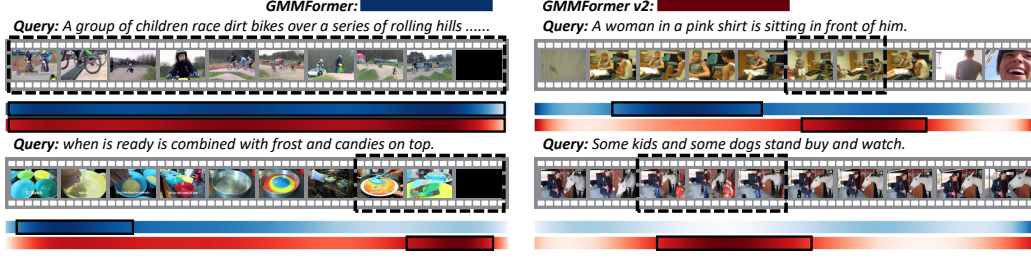 GMMFormer:
GMMFormer v2:
Query: A group of children race dirt bikes over a series of rolling hills ......
Query: A woman in a pink shirt is sitting in front of him.
Query: when is ready is combined with frost and candies on top.
Query: Some kids and some dogs stand buy and watch.